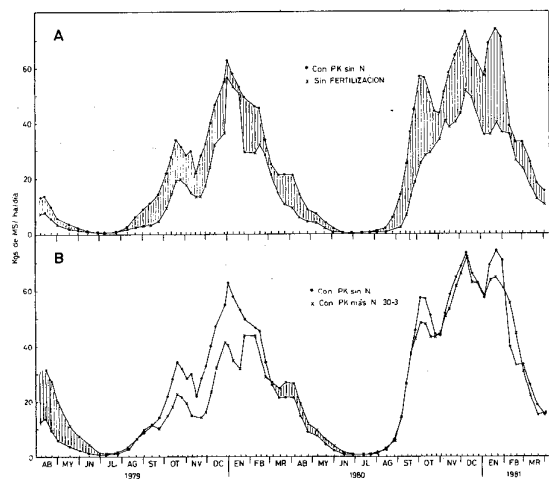 A
• Con PK sin N
x Sin FERTILIZACION
60
40
20
0
Kgs de MS/ha/día
B
• Con PK sin N
x Con PK más N 30-3
60
40
20
0
AB MY JN JL AG ST OT NV DC EN FB MR AB MY JN JL AG ST OT NV DC EN FB MR
1979 1980 1981